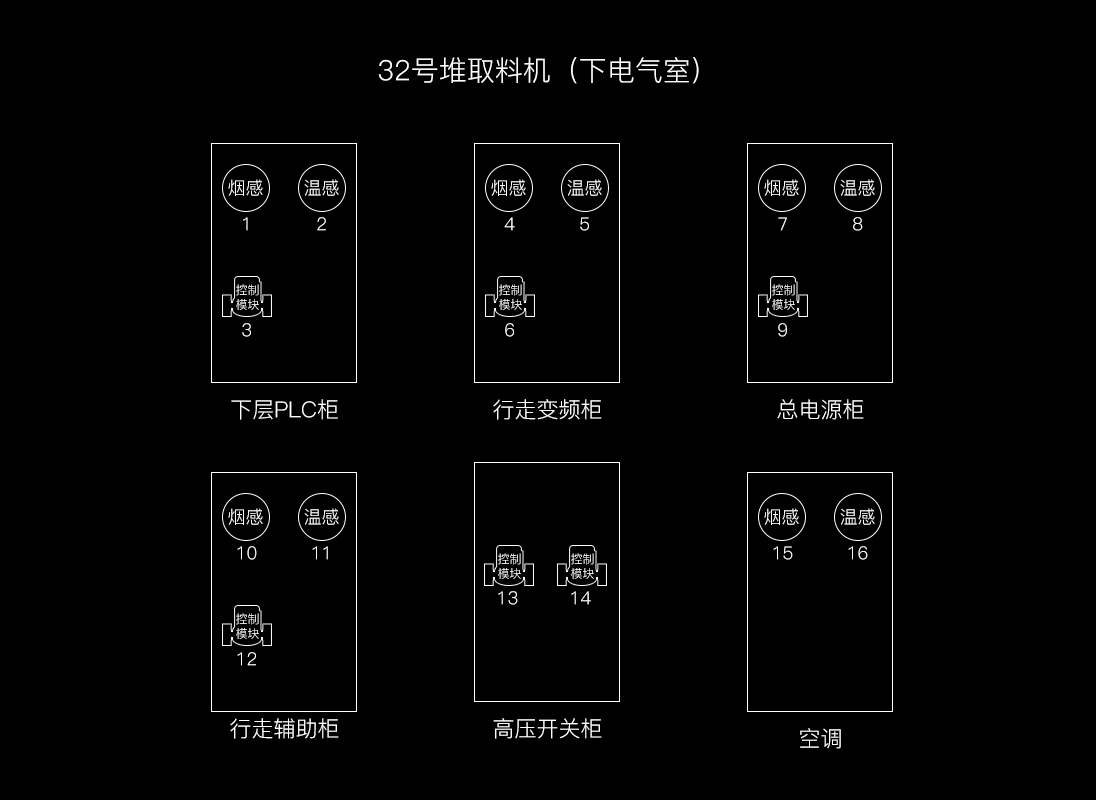 32号堆取料机（下电气室）
烟感 温感 烟感 温感 烟感 温感
1 2 4 5 7 8
控制 控制 控制
模块 模块 模块
3 6 9
下层PLC柜 行走变频柜 总电源柜
烟感 温感 烟感 温感
10 11 15 16
控制 控制
模块 模块
13 14
控制
模块
12
行走辅助柜 高压开关柜 空调